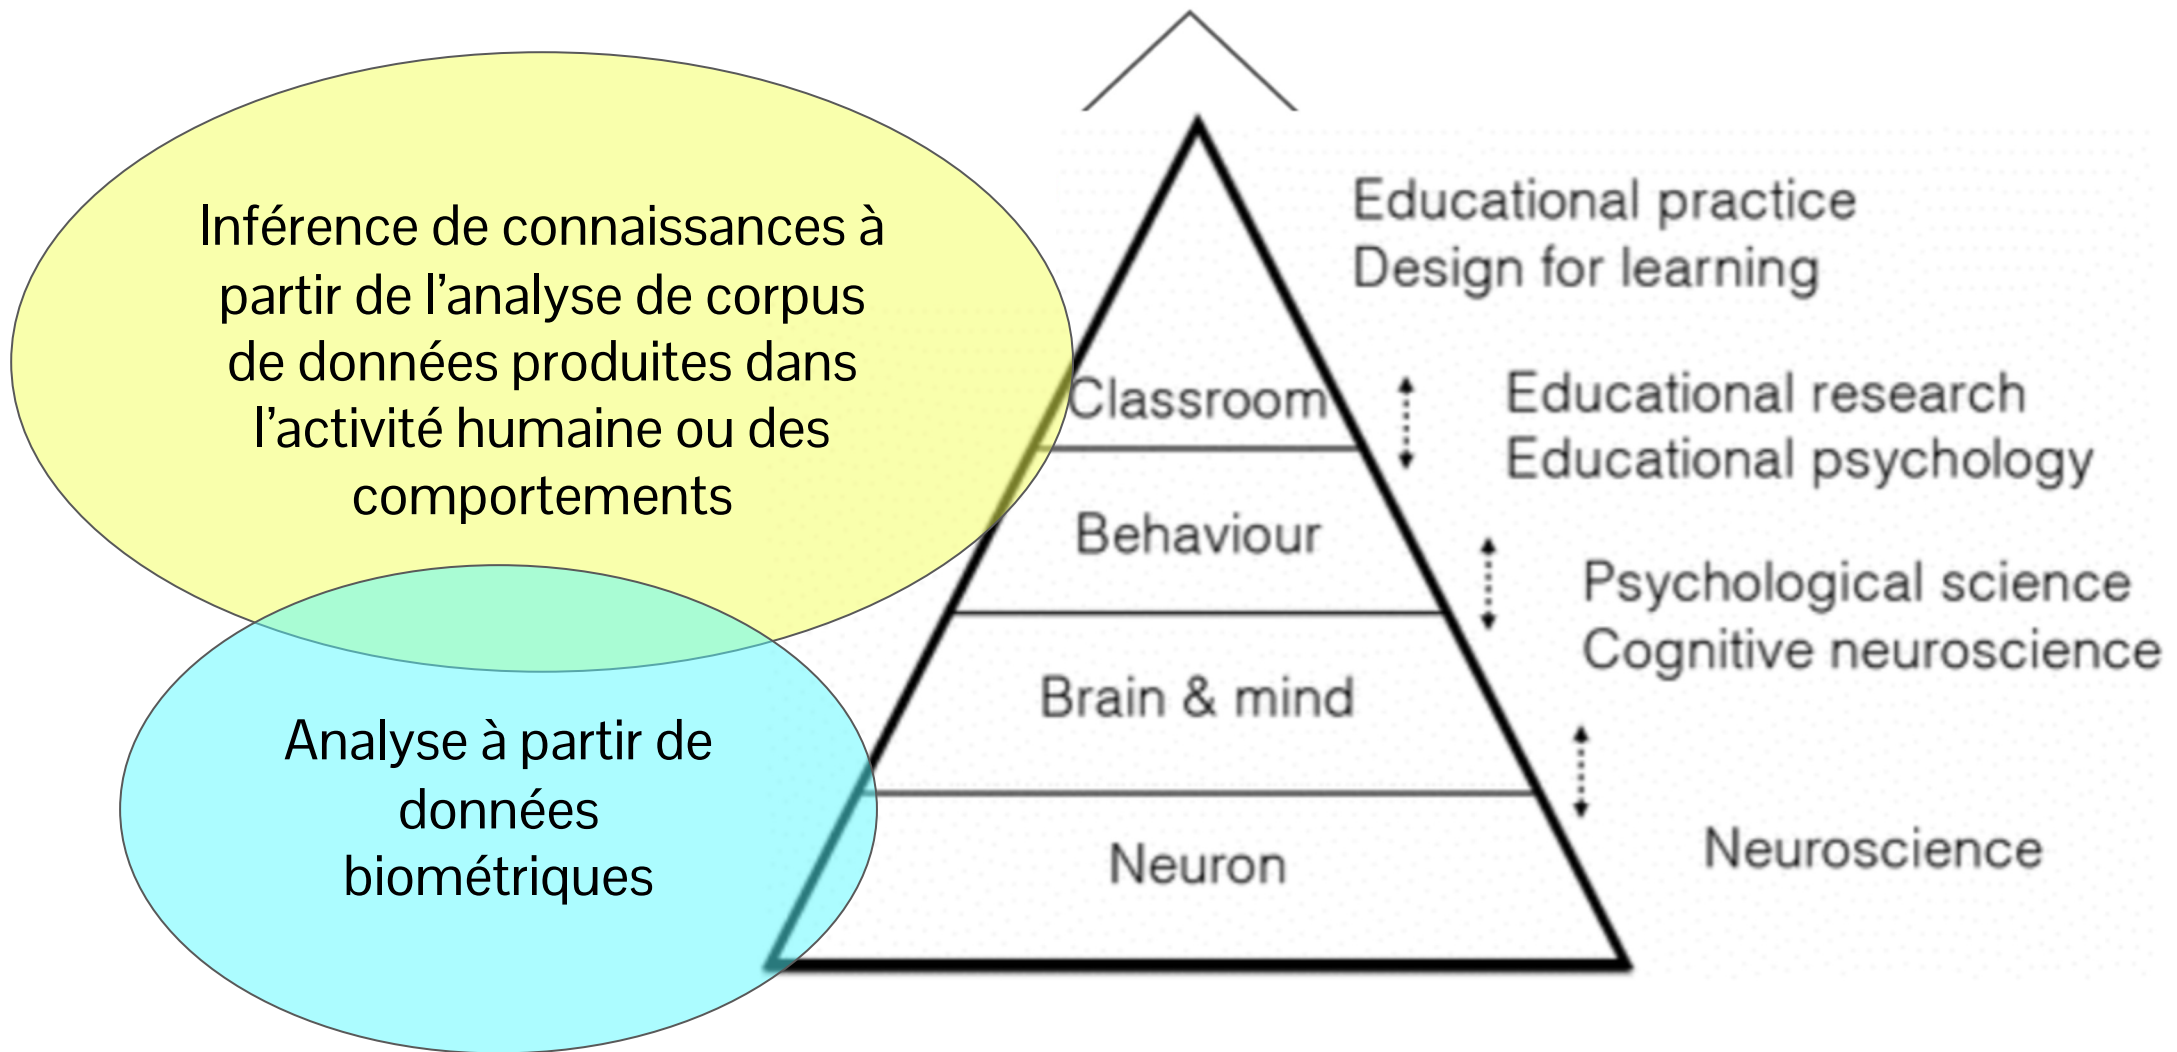 Inférence de connaissances à
partir de l'analyse de corpus
de données produites dans
l'activité humaine ou des
comportements
Analyse à partir de
données
biométriques
Classroom
Behaviour
Brain & mind
Neuron
Educational practice
Design for learning
Educational research
Educational psychology
Psychological science
Cognitive neuroscience
Neuroscience